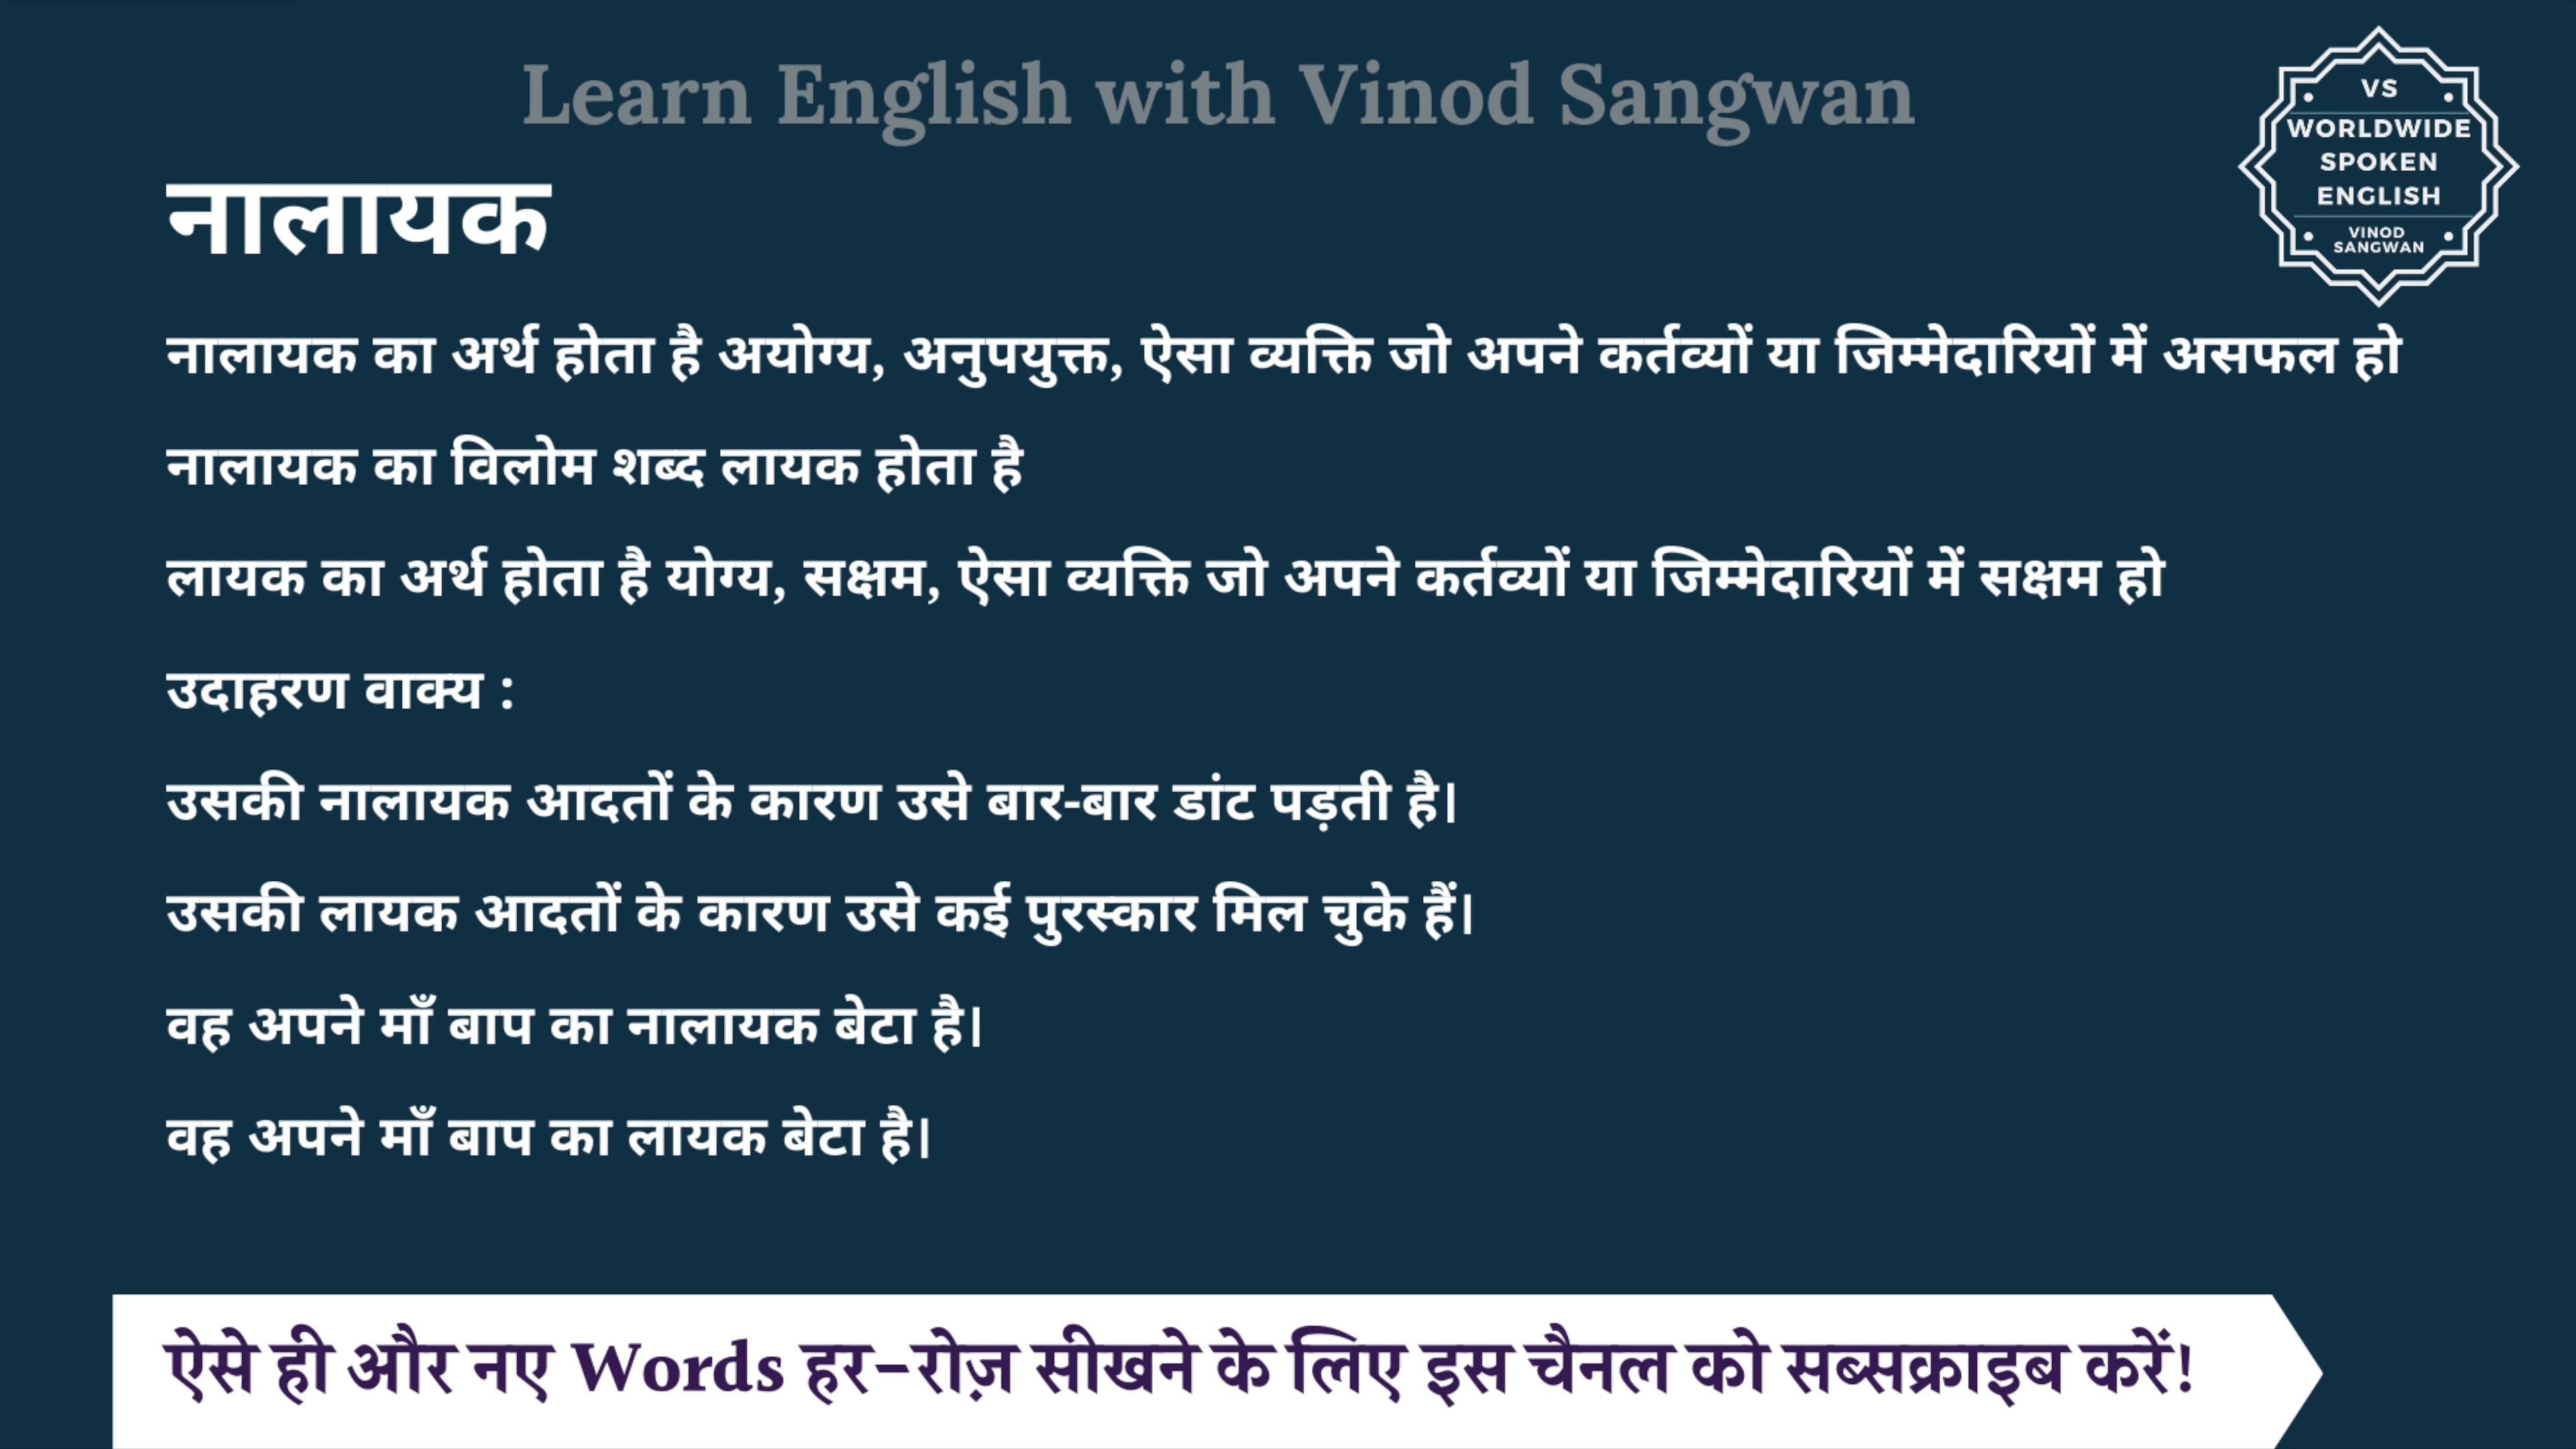 Learn English with Vinod Sangwan
VS
WORLDWIDE
SPOKEN
ENGLISH
VINOD
SANGWAN
नालायक
नालायक का अर्थ होता है अयोग्य, अनुपयुक्त, ऐसा व्यक्ति जो अपने कर्तव्यों या जिम्मेदारियों में असफल हो
नालायक का विलोम शब्द लायक होता है
लायक का अर्थ होता है योग्य, सक्षम, ऐसा व्यक्ति जो अपने कर्तव्यों या जिम्मेदारियों में सक्षम हो
उदाहरण वाक्य :
उसकी नालायक आदतों के कारण उसे बार-बार डांट पड़ती है।
उसकी लायक आदतों के कारण उसे कई पुरस्कार मिल चुके हैं।
वह अपने माँ बाप का नालायक बेटा है।
वह अपने माँ बाप का लायक बेटा है।
ऐसे ही और नए Words हर-रोज़ सीखने के लिए इस चैनल को सब्सक्राइब करें!